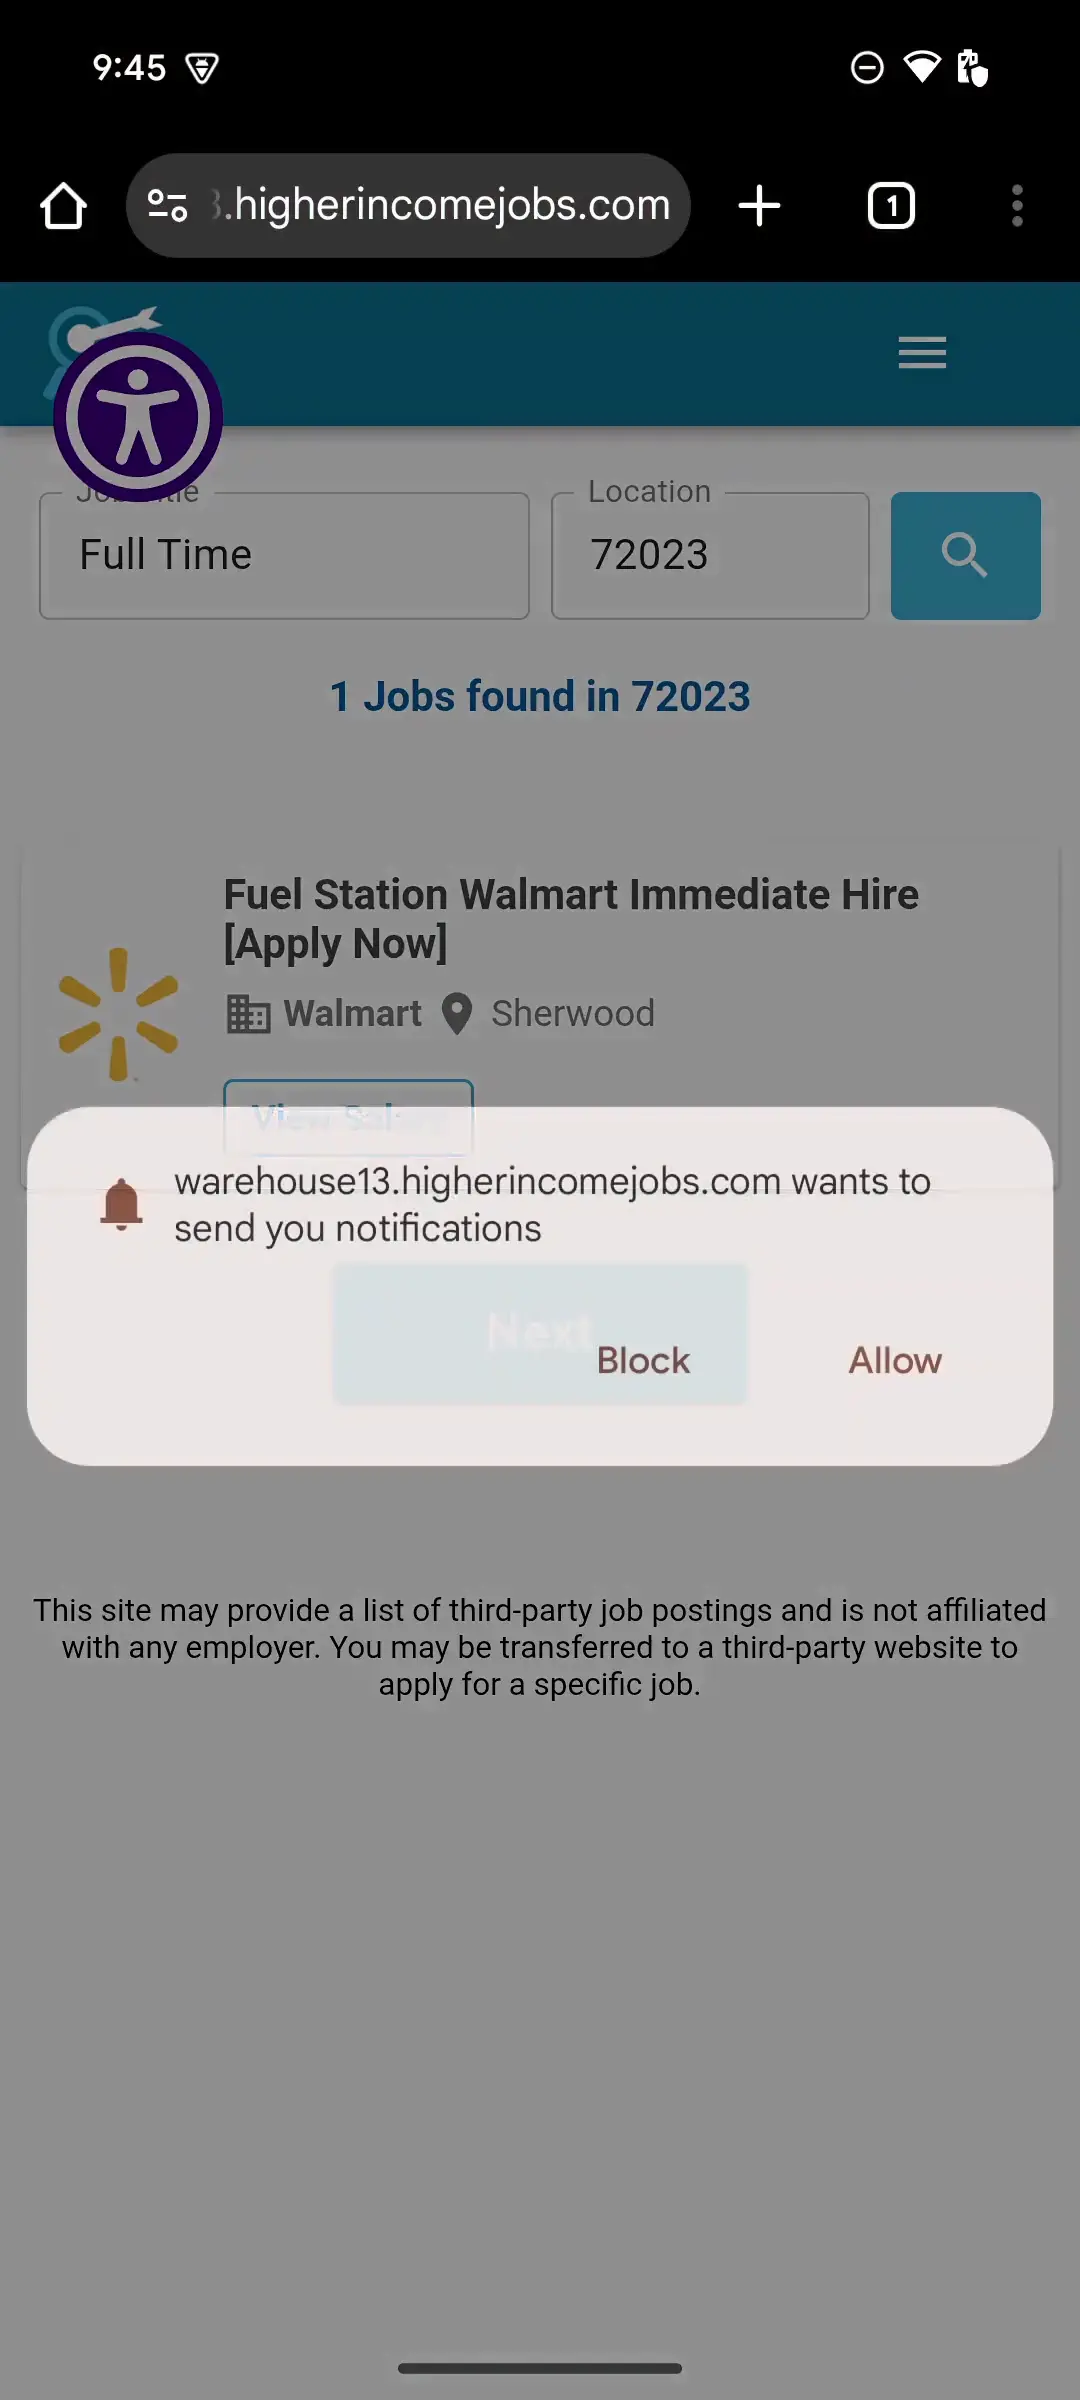 9:45
.higherincomejobs.com
1
Job Title
Location
Full Time
72023
1 Jobs found in 72023
Fuel Station Walmart Immediate Hire
[Apply Now]
Walmart Sherwood
View Salary
warehouse13.higherincomejobs.com wants to
send you notifications
Next
Block
Allow
This site may provide a list of third-party job postings and is not affiliated
with any employer. You may be transferred to a third-party website to
apply for a specific job.